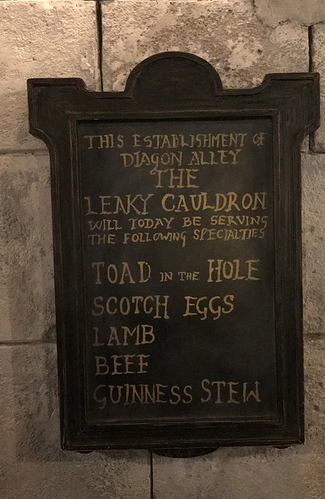 THIS ESTABLISHMENT OF
DIAGON ALLEY
THE
LEAKY CAULDRON
WILL TODAY BE SERVING
THE FOLLOWING SPECIALTIES
TOAD IN THE HOLE
SCOTCH EGGS
LAMB
BEEF
GUINNESS STEW